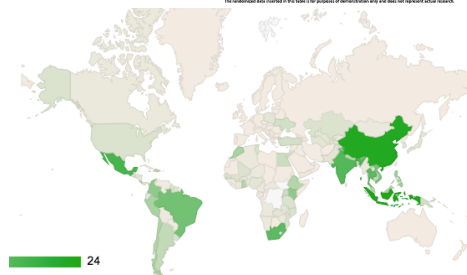 The randomized data inserted in this table is for purposes of demonstration only and does not represent actual research.
24